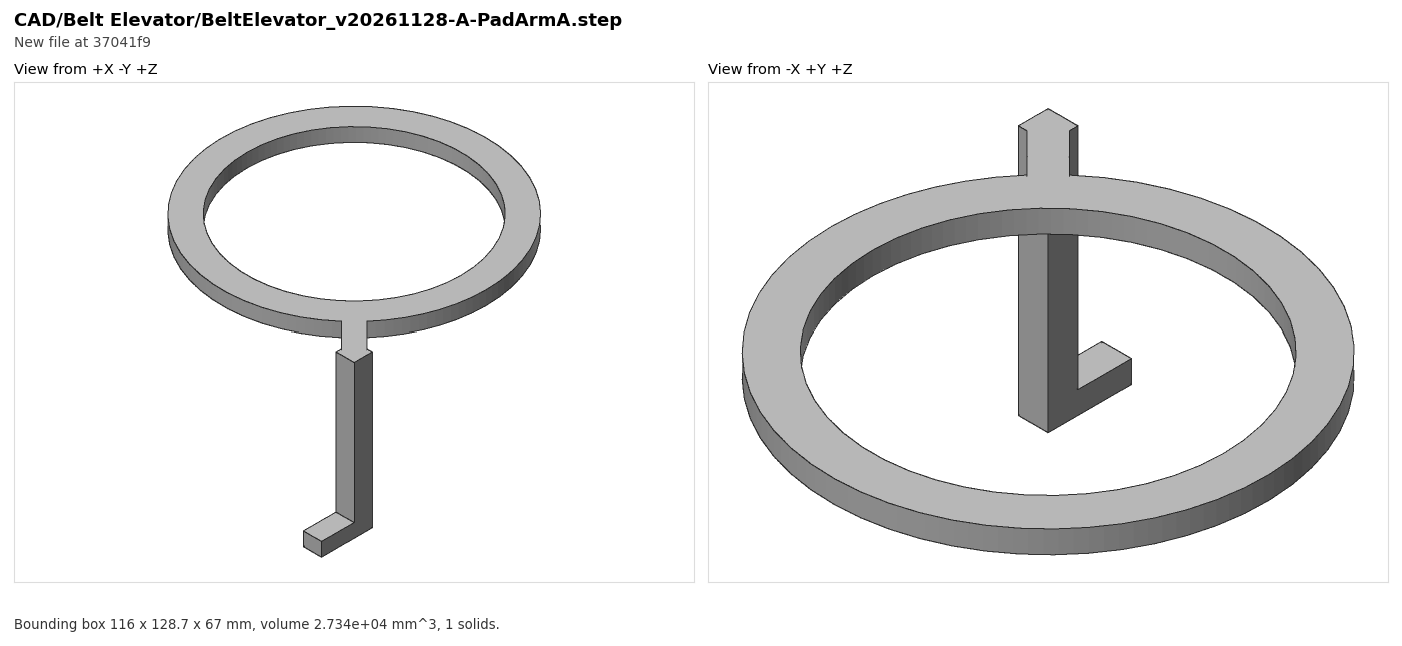 CAD/Belt Elevator/BeltElevator_v20261128-A-PadArmA.step
New file at 37041f9
View from +X -Y +Z
View from -X +Y +Z
Bounding box 116 x 128.7 x 67 mm, volume 2.734e+04 mm^3, 1 solids.